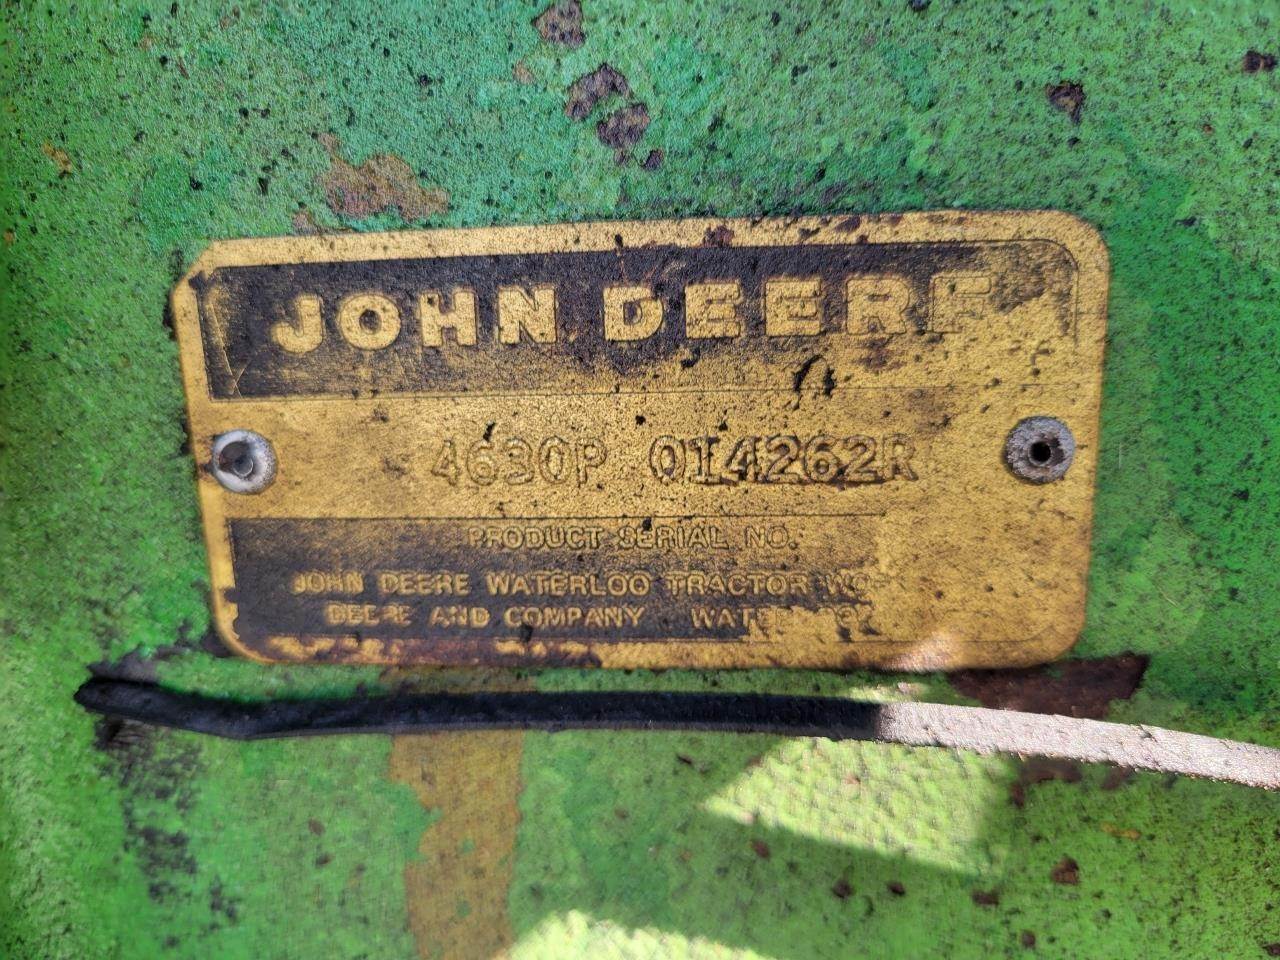 JOHN DEERE
4630P 014262R
PRODUCT SERIAL NO.
JOHN DEERE WATERLOO TRACTOR
DEERE AND COMPANY